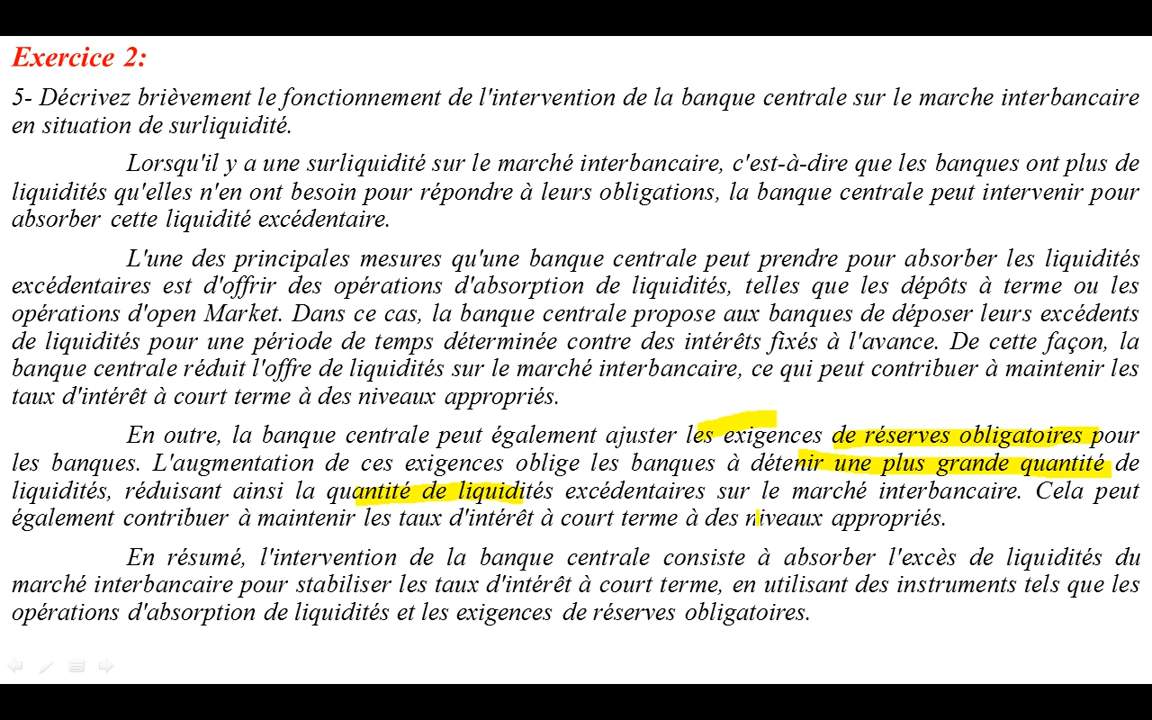 Exercice 2:
5- Décrivez brièvement le fonctionnement de l'intervention de la banque centrale sur le marche interbancaire
en situation de surliquidité.
Lorsqu'il y a une surliquidité sur le marché interbancaire, c'est-à-dire que les banques ont plus de
liquidités qu'elles n'en ont besoin pour répondre à leurs obligations, la banque centrale peut intervenir pour
absorber cette liquidité excédentaire.
L'une des principales mesures qu'une banque centrale peut prendre pour absorber les liquidités
excédentaires est d'offrir des opérations d'absorption de liquidités, telles que les dépôts à terme ou les
opérations d'open Market. Dans ce cas, la banque centrale propose aux banques de déposer leurs excédents
de liquidités pour une période de temps déterminée contre des intérêts fixés à l'avance. De cette façon, la
banque centrale réduit l'offre de liquidités sur le marché interbancaire, ce qui peut contribuer à maintenir les
taux d'intérêt à court terme à des niveaux appropriés.
En outre, la banque centrale peut également ajuster les exigences de réserves obligatoires pour
les banques. L'augmentation de ces exigences oblige les banques à détenir une plus grande quantité de
liquidités, réduisant ainsi la quantité de liquidités excédentaires sur le marché interbancaire. Cela peut
également contribuer à maintenir les taux d'intérêt à court terme à des niveaux appropriés.
En résumé, l'intervention de la banque centrale consiste à absorber l'excès de liquidités du
marché interbancaire pour stabiliser les taux d'intérêt à court terme, en utilisant des instruments tels que les
opérations d'absorption de liquidités et les exigences de réserves obligatoires.